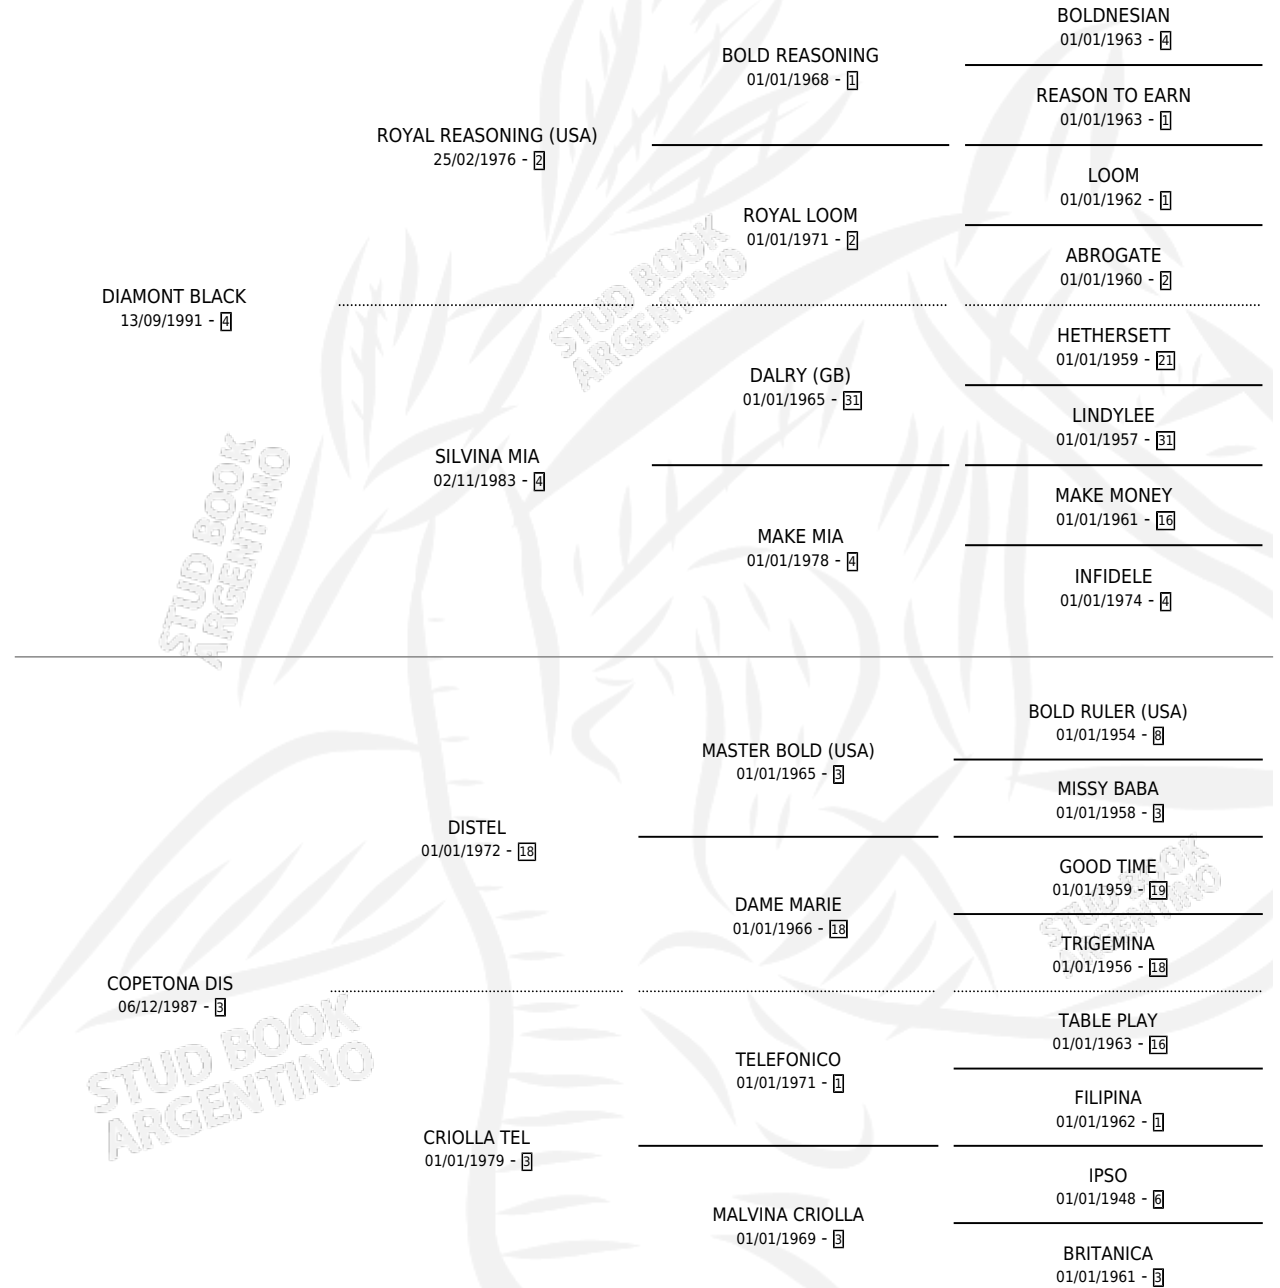 BOLDNESIAN
01/01/1963 - 4
BOLD REASONING
01/01/1968 - 1
REASON TO EARN
01/01/1963 - 1
ROYAL REASONING (USA)
25/02/1976 - 2
LOOM
01/01/1962 - 1
ROYAL LOOM
01/01/1971 - 2
ABROGATE
01/01/1960 - 2
DIAMONT BLACK
13/09/1991 - 4
HETHERSETT
01/01/1959 - 21
DALRY (GB)
01/01/1965 - 31
LINDYLEE
01/01/1957 - 31
SILVINA MIA
02/11/1983 - 4
MAKE MONEY
01/01/1961 - 16
MAKE MIA
01/01/1978 - 4
INFIDELE
01/01/1974 - 4
BOLD RULER (USA)
01/01/1954 - 8
MASTER BOLD (USA)
01/01/1965 - 3
MISSY BABA
01/01/1958 - 3
DISTEL
01/01/1972 - 18
GOOD TIME
01/01/1959 - 19
DAME MARIE
01/01/1966 - 18
TRIGEMINA
01/01/1956 - 18
COPETONA DIS
06/12/1987 - 3
TABLE PLAY
01/01/1963 - 16
TELEFONICO
01/01/1971 - 1
FILIPINA
01/01/1962 - 1
CRIOLLA TEL
01/01/1979 - 3
IPSO
01/01/1948 - 6
MALVINA CRIOLLA
01/01/1969 - 3
BRITANICA
01/01/1961 - 3
STUD BOOK
ARGENTINO
STUD BOOK
ARGENTINO
STUD BOOK
ARGENTINO
STUD BOOK
ARGENTINO